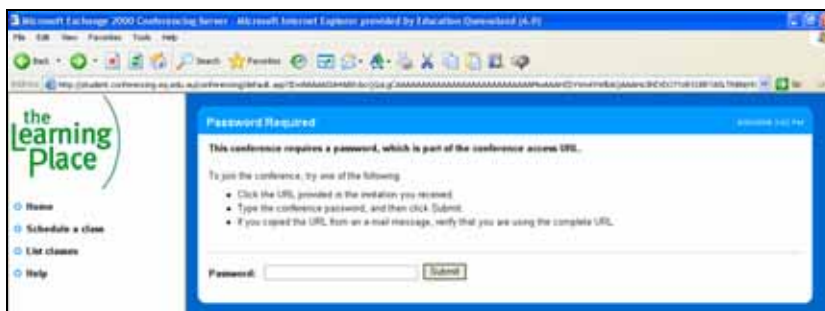 Microsoft Exchange 2000 Conferencing Server - Microsoft Internet Explorer provided by Education Queensland
File Edit View Favorites Tools Help
Search Favorites
the
Learning
Place
Home
Schedule a class
List classes
Help
Password Required
This conference requires a password, which is part of the conference access URL.
To join the conference, try one of the following:
Click the URL provided in the invitation you received.
Type the conference password, and then click Submit.
If you copied the URL from an e-mail message, verify that you are using the complete URL.
Password: Submit